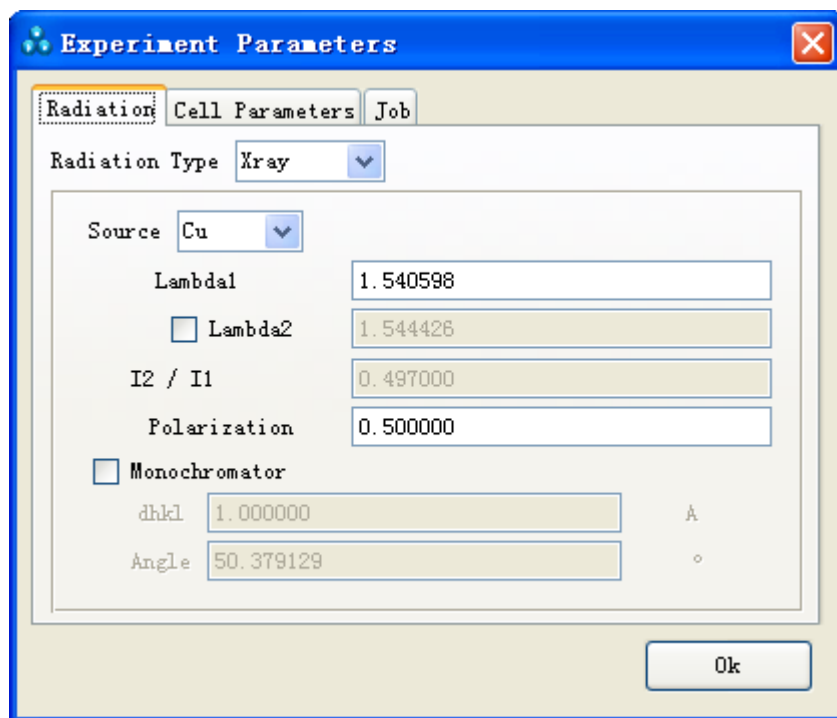 Experiment Parameters
Radiation Cell Parameters Job
Radiation Type Xray
Source Cu
Lambda1 1.540598
Lambda2 1.544426
I2 / I1 0.497000
Polarization 0.500000
Monochromator
dhkl 1.000000 A
Angle 50.379129 °
Ok